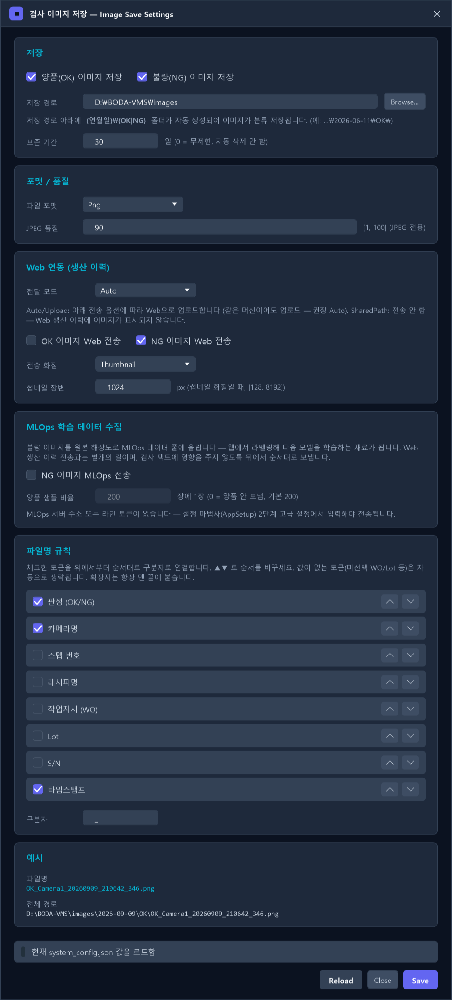 검사 이미지 저장 — Image Save Settings
저장
양품(OK) 이미지 저장
불량(NG) 이미지 저장
저장 경로
D:₩BODA-VMS₩images
Browse...
저장 경로 아래에 {연월일}₩{OK|NG} 폴더가 자동 생성되어 이미지가 분류 저장됩니다. (예: ...₩2026-06-11₩OK₩)
보존 기간
30
일 (0 = 무제한, 자동 삭제 안 함)
포맷 / 품질
파일 포맷
Png
JPEG 품질
90
[1, 100] (JPEG 전용)
Web 연동 (생산 이력)
전달 모드
Auto
Auto/Upload: 아래 전송 옵션에 따라 Web으로 업로드합니다 (같은 머신이어도 업로드 — 권장 Auto). SharedPath: 전송 안 함
— Web 생산 이력에 이미지가 표시되지 않습니다.
OK 이미지 Web 전송
NG 이미지 Web 전송
전송 화질
Thumbnail
썸네일 장변
1024
px (썸네일 화질일 때, [128, 8192])
MLOps 학습 데이터 수집
불량 이미지를 원본 해상도로 MLOps 데이터 풀에 올립니다 — 웹에서 라벨링해 다음 모델을 학습하는 재료가 됩니다. Web
생산 이력 전송과는 별개의 길이며, 검사 택트에 영향을 주지 않도록 뒤에서 순서대로 보냅니다.
NG 이미지 MLOps 전송
양품 샘플 비율
200
장에 1장 (0 = 양품 안 보냄, 기본 200)
MLOps 서버 주소 또는 라인 토큰이 없습니다 — 설정 마법사(AppSetup) 2단계 고급 설정에서 입력해야 전송됩니다.
파일명 규칙
체크한 토큰을 위에서부터 순서대로 구분자로 연결합니다. ▲▼ 로 순서를 바꾸세요. 값이 없는 토큰(미선택 WO/Lot 등)은 자
동으로 생략됩니다. 확장자는 항상 맨 끝에 붙습니다.
판정 (OK/NG)
카메라명
스텝 번호
레시피명
작업지시 (WO)
Lot
S/N
타임스탬프
구분자
_
예시
파일명
OK_Camera1_20260909_210642_346.png
전체 경로
D:\BODA-VMS\images\2026-09-09\OK\OK_Camera1_20260909_210642_346.png
현재 system_config.json 값을 로드함
Reload
Close
Save